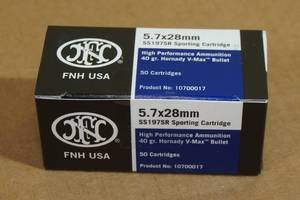 FN
FNH USA
5.7x28mm
SS197SR Sporting Cartridge
High Performance Ammunition
40 gr. Hornady V-Max™ Bullet
50 Cartridges
Product No: 10700017
FN
FNH USA
5.7x28mm
SS197SR Sporting Cartridge
High Performance Ammunition
40 gr. Hornady V-Max™ Bullet
50 Cartridges
Product No: 10700017